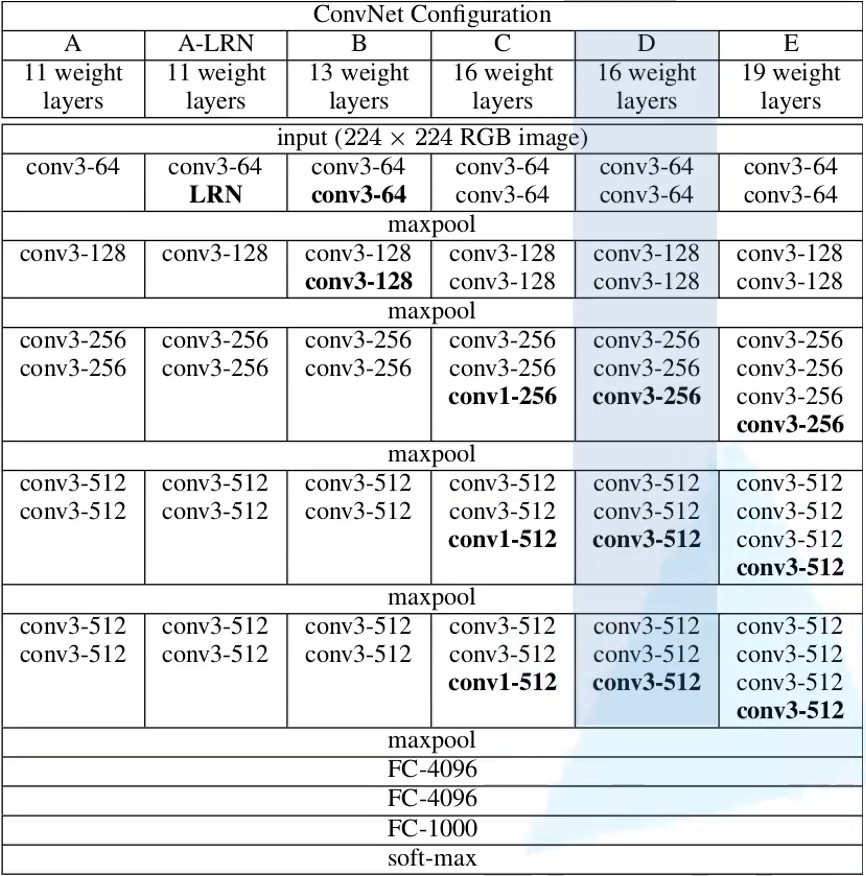 ConvNet Configuration
A A-LRN B C D E
11 weight 11 weight 13 weight 16 weight 16 weight 19 weight
layers layers layers layers layers layers
input (224 × 224 RGB image)
conv3-64 conv3-64 conv3-64 conv3-64 conv3-64 conv3-64
LRN conv3-64 conv3-64 conv3-64 conv3-64
maxpool
conv3-128 conv3-128 conv3-128 conv3-128 conv3-128 conv3-128
conv3-128 conv3-128 conv3-128 conv3-128
maxpool
conv3-256 conv3-256 conv3-256 conv3-256 conv3-256 conv3-256
conv3-256 conv3-256 conv3-256 conv3-256 conv3-256 conv3-256
conv1-256 conv3-256 conv3-256
conv3-256
maxpool
conv3-512 conv3-512 conv3-512 conv3-512 conv3-512 conv3-512
conv3-512 conv3-512 conv3-512 conv3-512 conv3-512 conv3-512
conv1-512 conv3-512 conv3-512
conv3-512
maxpool
conv3-512 conv3-512 conv3-512 conv3-512 conv3-512 conv3-512
conv3-512 conv3-512 conv3-512 conv3-512 conv3-512 conv3-512
conv1-512 conv3-512 conv3-512
conv3-512
maxpool
FC-4096
FC-4096
FC-1000
soft-max